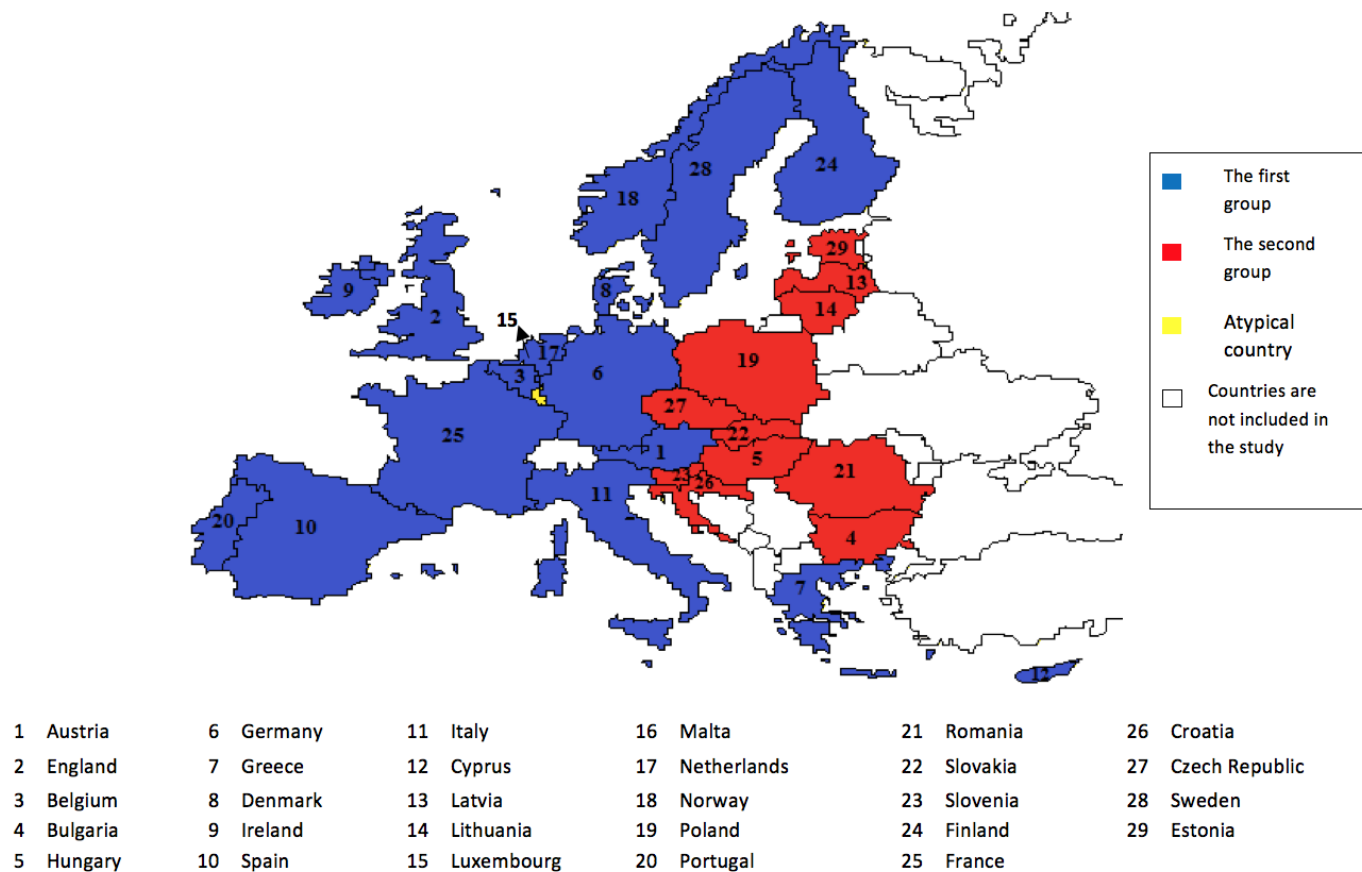 28
24
18
29
9
8
13
2
14
15
17
19
3
6
27
22
25
1
5
23
26
21
11
20
10
4
7
12
The first
group
The second
group
Atypical
country
Countries are
not included in
the study
1 Austria
2 England
3 Belgium
4 Bulgaria
5 Hungary
6 Germany
7 Greece
8 Denmark
9 Ireland
10 Spain
11 Italy
12 Cyprus
13 Latvia
14 Lithuania
15 Luxembourg
16 Malta
17 Netherlands
18 Norway
19 Poland
20 Portugal
21 Romania
22 Slovakia
23 Slovenia
24 Finland
25 France
26 Croatia
27 Czech Republic
28 Sweden
29 Estonia